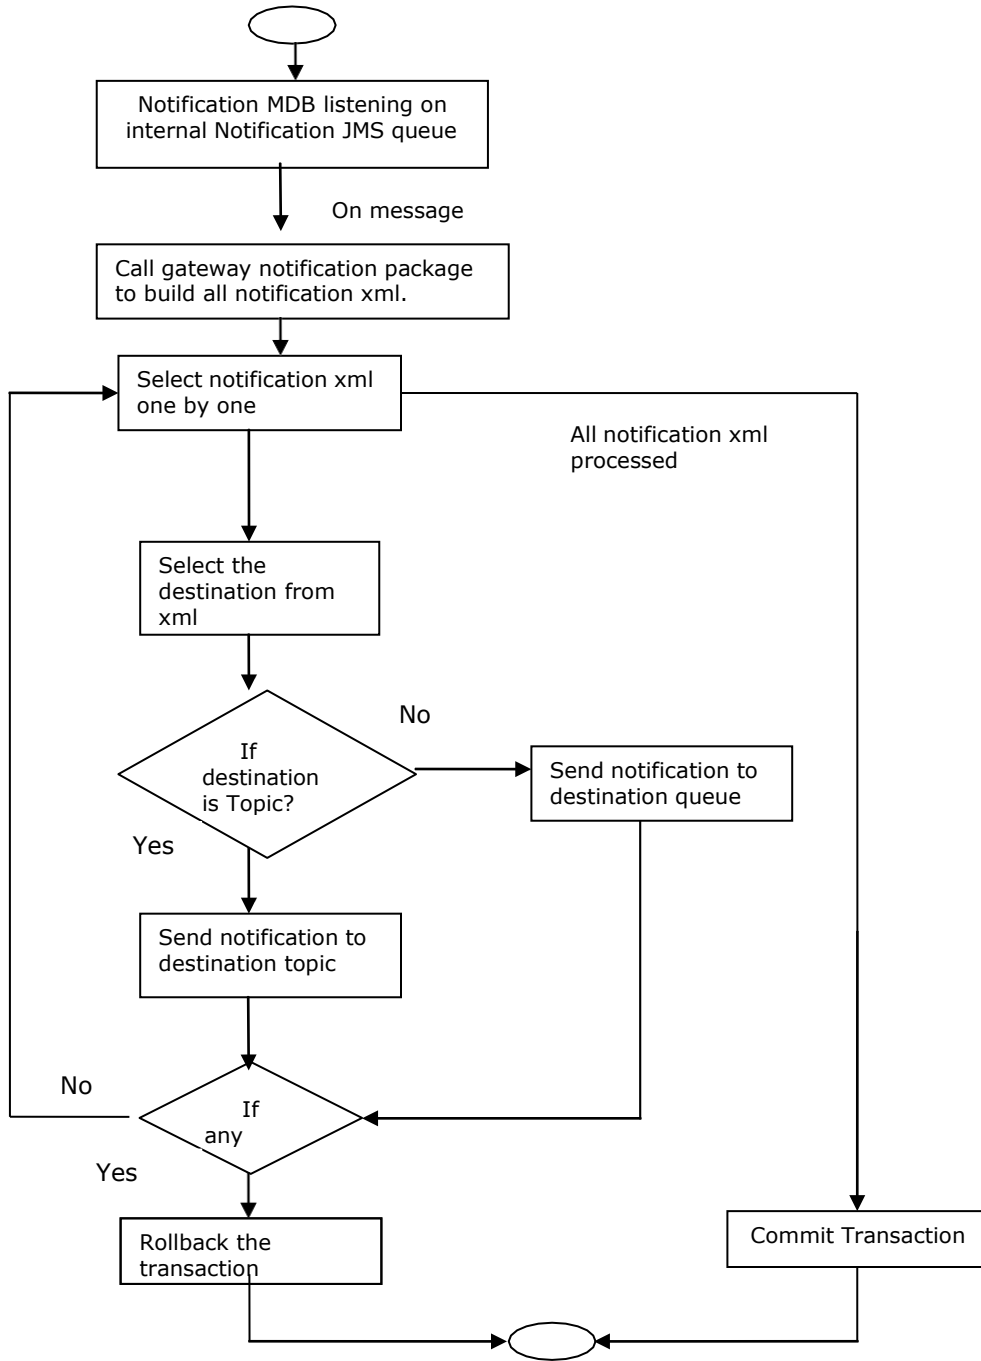 Notification MDB listening on
internal Notification JMS queue
On message
Call gateway notification package
to build all notification xml.
Select notification xml
one by one
All notification xml
processed
Select the
destination from
xml
No
If
destination
is Topic?
Send notification to
destination queue
Yes
Send notification to
destination topic
No
If
any
Yes
Rollback the
transaction
Commit Transaction